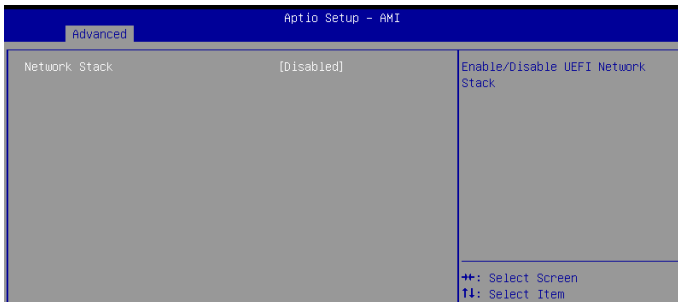 Aptio Setup – AMI
Advanced
Network Stack [Disabled]
Enable/Disable UEFI Network
Stack
→←: Select Screen
↑↓: Select Item